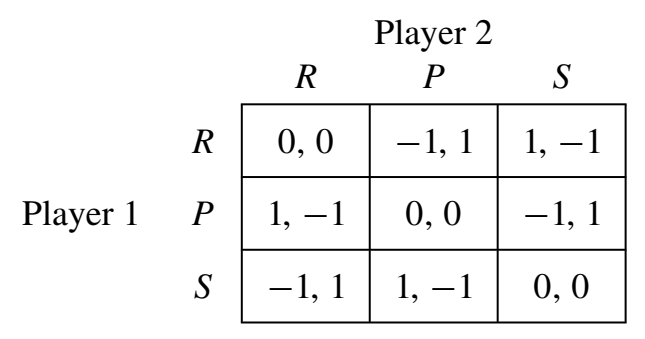 Player 2
R P S
R 0, 0 −1, 1 1, −1
Player 1 P 1, −1 0, 0 −1, 1
S −1, 1 1, −1 0, 0